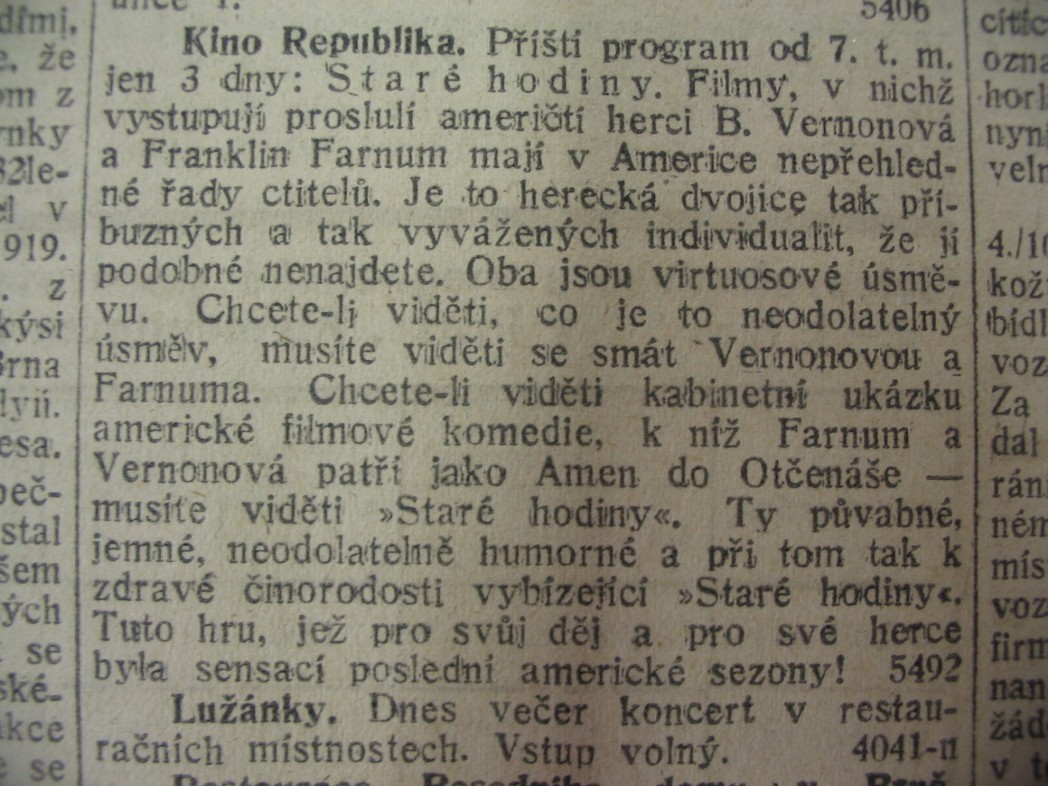 5406
Kino Republika. Příští program od 7. t. m.
jen 3 dny: Staré hodiny. Filmy, v nichž
vystupují proslulí američtí herci B. Vernonová
a Franklin Farnum mají v Americe nepřehled-
né řady ctitelů. Je to herecká dvojice tak pří-
buzných a tak vyvážených individualit, že jí
podobné nenajdete. Oba jsou virtuosové úsmě-
vu. Chcete-li viděti, co je to neodolatelný
úsměv, musíte viděti se smát Vernonovou a
Farnuma. Chcete-li viděti kabinetní ukázku
americké filmové komedie, k níž Farnum a
Vernonová patří jako Amen do Otčenáše —
musíte viděti »Staré hodiny«. Ty půvabné,
jemné, neodolatelně humorné a při tom tak k
zdravé činorodosti vybízející »Staré hodiny«.
Tuto hru, jež pro svůj děj a pro své herce
byla sensací poslední americké sezony! 5492
Lužánky. Dnes večer koncert v restau-
račních místnostech. Vstup volný. 4041-n